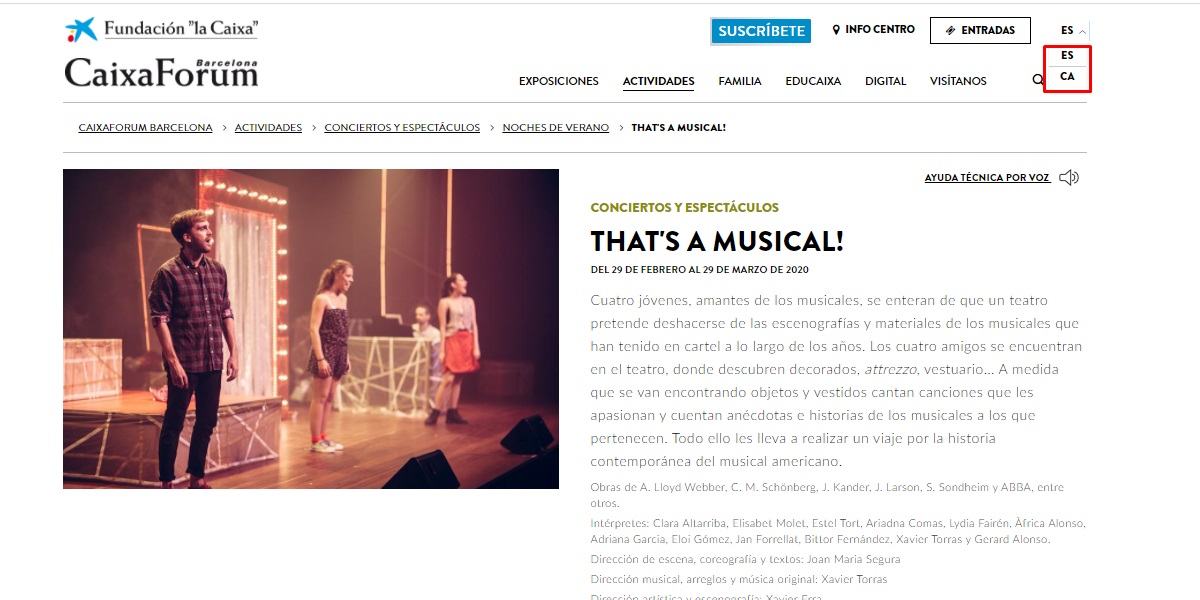 Fundación "la Caixa"
SUSCRÍBETE
INFO CENTRO
ENTRADAS
ES
ES
CA
CaixaForum
Barcelona
EXPOSICIONES ACTIVIDADES FAMILIA EDUCAIXA DIGITAL VISÍTANOS
CAIXAFORUM BARCELONA > ACTIVIDADES > CONCIERTOS Y ESPECTÁCULOS > NOCHES DE VERANO > THAT'S A MUSICAL!
AYUDA TÉCNICA POR VOZ
CONCIERTOS Y ESPECTÁCULOS
THAT'S A MUSICAL!
DEL 29 DE FEBRERO AL 29 DE MARZO DE 2020
Cuatro jóvenes, amantes de los musicales, se enteran de que un teatro
pretende deshacerse de las escenografías y materiales de los musicales que
han tenido en cartel a lo largo de los años. Los cuatro amigos se encuentran
en el teatro, donde descubren decorados, attrezzo, vestuario... A medida
que se van encontrando objetos y vestidos cantan canciones que les
apasionan y cuentan anécdotas e historias de los musicales a los que
pertenecen. Todo ello les lleva a realizar un viaje por la historia
contemporánea del musical americano.
Obras de A. Lloyd Webber, C. M. Schönberg, J. Kander, J. Larson, S. Sondheim y ABBA, entre
otros.
Intérpretes: Clara Altarriba, Elisabet Molet, Estel Tort, Ariadna Comas, Lydia Fairén, Àfrica Alonso,
Adriana Garcia, Eloi Gómez, Jan Forrellat, Bittor Fernández, Xavier Torras y Gerard Alonso.
Dirección de escena, coreografía y textos: Joan Maria Segura
Dirección musical, arreglos y música original: Xavier Torras
Dirección artística y escenografía: Xavier Erra